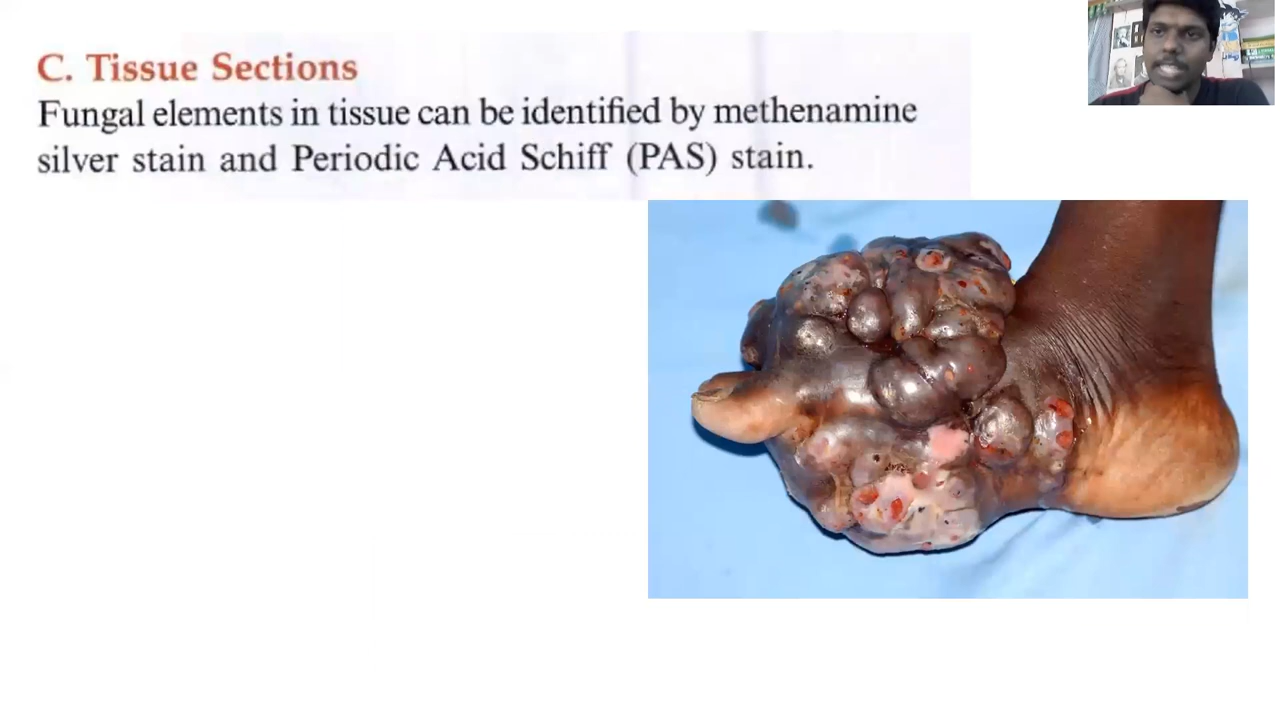 C. Tissue Sections
Fungal elements in tissue can be identified by methenamine
silver stain and Periodic Acid Schiff (PAS) stain.